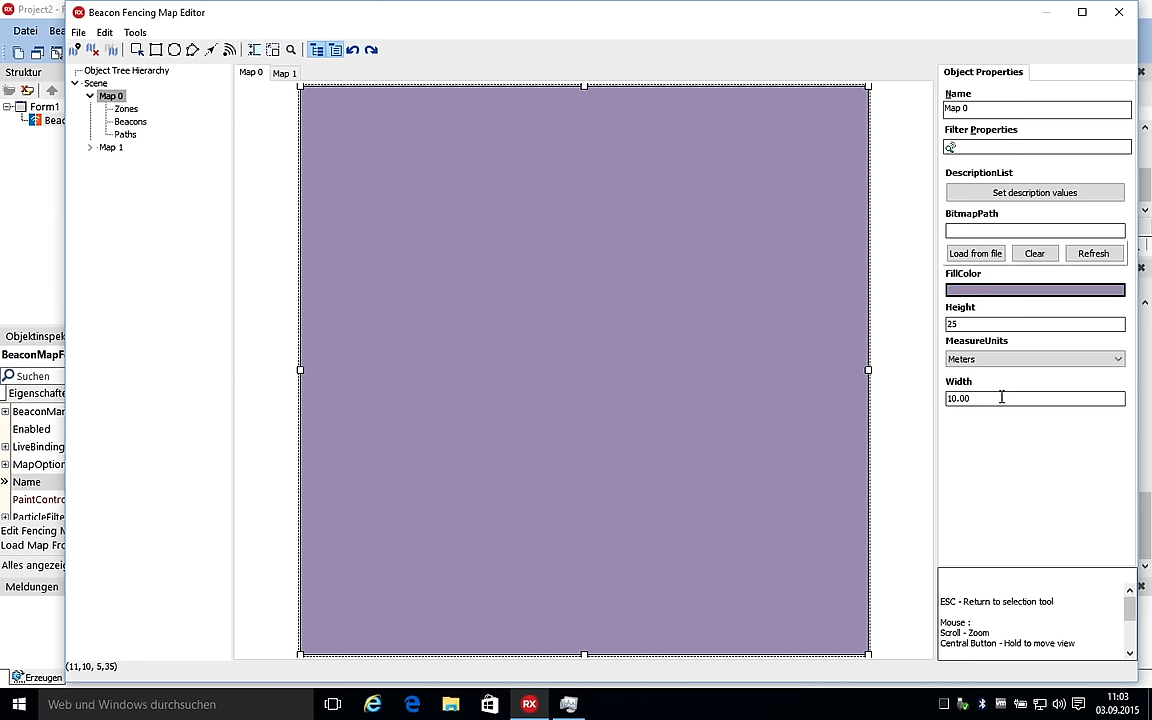 Project2 -
Beacon Fencing Map Editor
Datei
File Edit Tools
Struktur
Form1
Object Tree Hierarchy
Scene
Map 0
Zones
Beacons
Paths
Map 1
Map 0 Map 1
Object Properties
Name
Map 0
Filter Properties
DescriptionList
Set description values
BitmapPath
Load from file Clear Refresh
FillColor
Height
25
MeasureUnits
Meters
Width
10.00
ESC - Return to selection tool
Mouse :
Scroll - Zoom
Central Button - Hold to move view
Objektinspek
BeaconMapFe
Suchen
Eigenschafte
BeaconMan
Enabled
LiveBinding
MapOption
Name
PaintContro
ParticleFilte
Edit Fencing M
Load Map Fro
Alles angezeig
Meldungen
(11,10, 5,35)
Erzeugen
Web und Windows durchsuchen
RX
11:03
03.09.2015